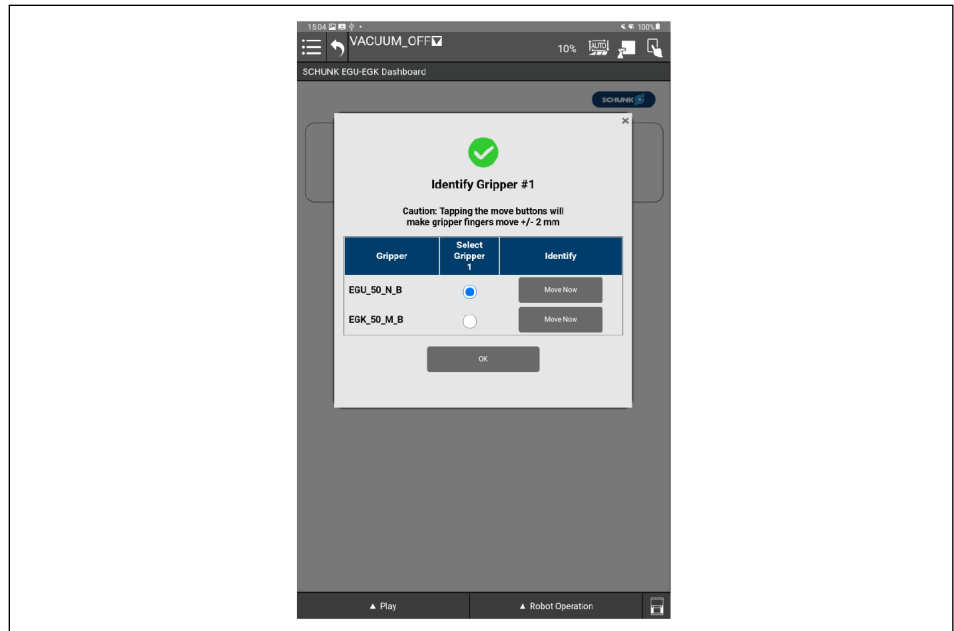 15:04 100%
VACUUM_OFF
10% AUTO
SCHUNK EGU-EGK Dashboard
SCHUNK
×
Identify Gripper #1
Caution: Tapping the move buttons will
make gripper fingers move +/- 2 mm
Gripper Select Gripper 1 Identify
EGU_50_N_B Move Now
EGK_50_M_B Move Now
OK
▲ Play ▲ Robot Operation